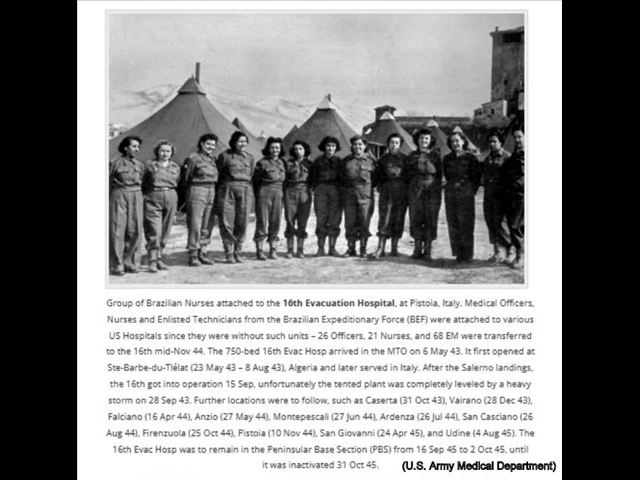 Group of Brazilian Nurses attached to the 16th Evacuation Hospital, at Pistoia, Italy. Medical Officers,
Nurses and Enlisted Technicians from the Brazilian Expeditionary Force (BEF) were attached to various
US Hospitals since they were without such units – 26 Officers, 21 Nurses, and 68 EM were transferred
to the 16th mid-Nov 44. The 750-bed 16th Evac Hosp arrived in the MTO on 6 May 43. It first opened at
Ste-Barbe-du-Tlélat (23 May 43 – 8 Aug 43), Algeria and later served in Italy. After the Salerno landings,
the 16th got into operation 15 Sep, unfortunately the tented plant was completely leveled by a heavy
storm on 28 Sep 43. Further locations were to follow, such as Caserta (31 Oct 43), Vairano (28 Dec 43),
Falciano (16 Apr 44), Anzio (27 May 44), Montepescali (27 Jun 44), Ardenza (26 Jul 44), San Casciano (26
Aug 44), Firenzuola (25 Oct 44), Pistoia (10 Nov 44), San Giovanni (24 Apr 45), and Udine (4 Aug 45). The
16th Evac Hosp was to remain in the Peninsular Base Section (PBS) from 16 Sep 45 to 2 Oct 45, until
it was inactivated 31 Oct 45.
(U.S. Army Medical Department)